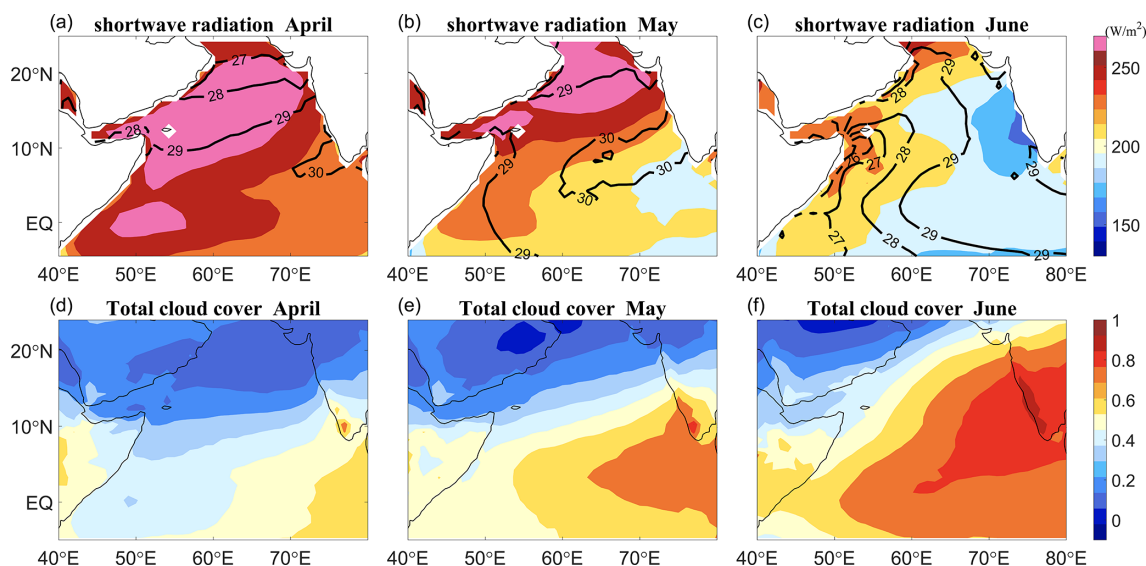 (a) shortwave radiation April
(b) shortwave radiation May
(c) shortwave radiation June
(W/m²)
20°N
10°N
EQ
40°E 50°E 60°E 70°E
40°E 50°E 60°E 70°E
40°E 50°E 60°E 70°E 80°E
27
28
28
29
29
30
29
30
29
30
30
29
29
29
28
26
27
28
29
29
27
28
29
29
250
200
150
(d) Total cloud cover April
(e) Total cloud cover May
(f) Total cloud cover June
20°N
10°N
EQ
40°E 50°E 60°E 70°E
40°E 50°E 60°E 70°E
40°E 50°E 60°E 70°E 80°E
1
0.8
0.6
0.4
0.2
0